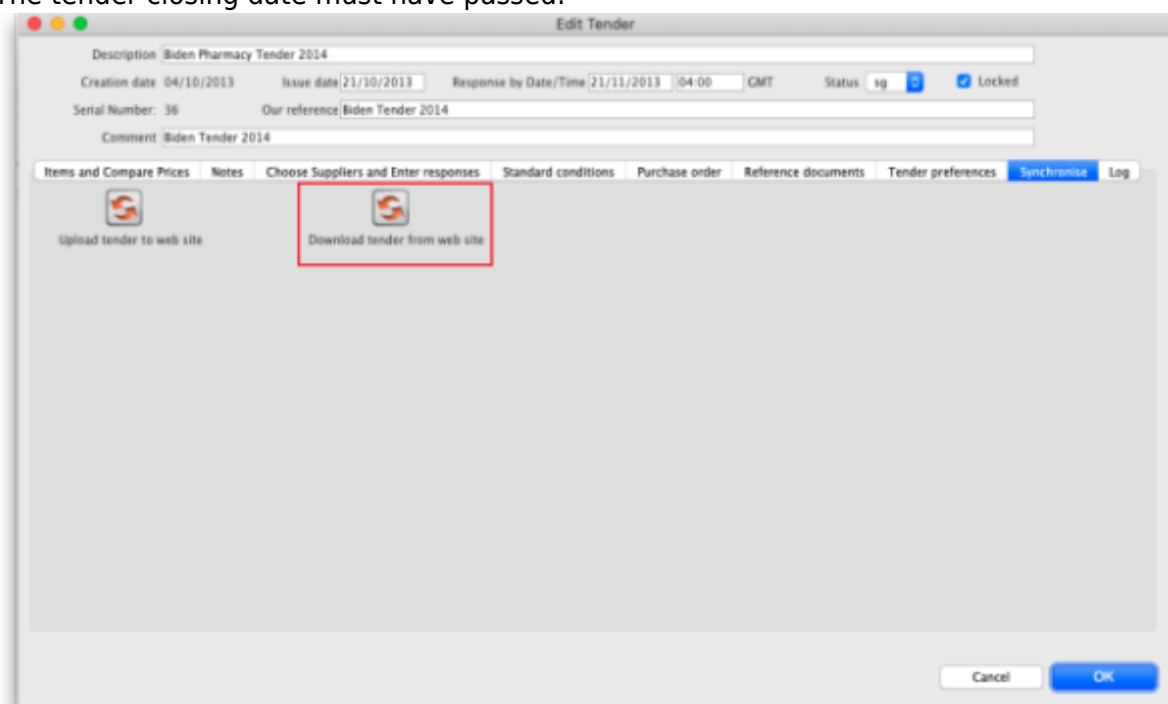 The tender closing date must have passed.
Edit Tender
Description Biden Pharmacy Tender 2014
Creation date 04/10/2013 Issue date 21/10/2013 Response by Date/Time 21/11/2013 04:00 GMT Status sg Locked
Serial Number: 36 Our reference Biden Tender 2014
Comment Biden Tender 2014
Items and Compare Prices Notes Choose Suppliers and Enter responses Standard conditions Purchase order Reference documents Tender preferences Synchronise Log
Upload tender to web site Download tender from web site
Cancel OK